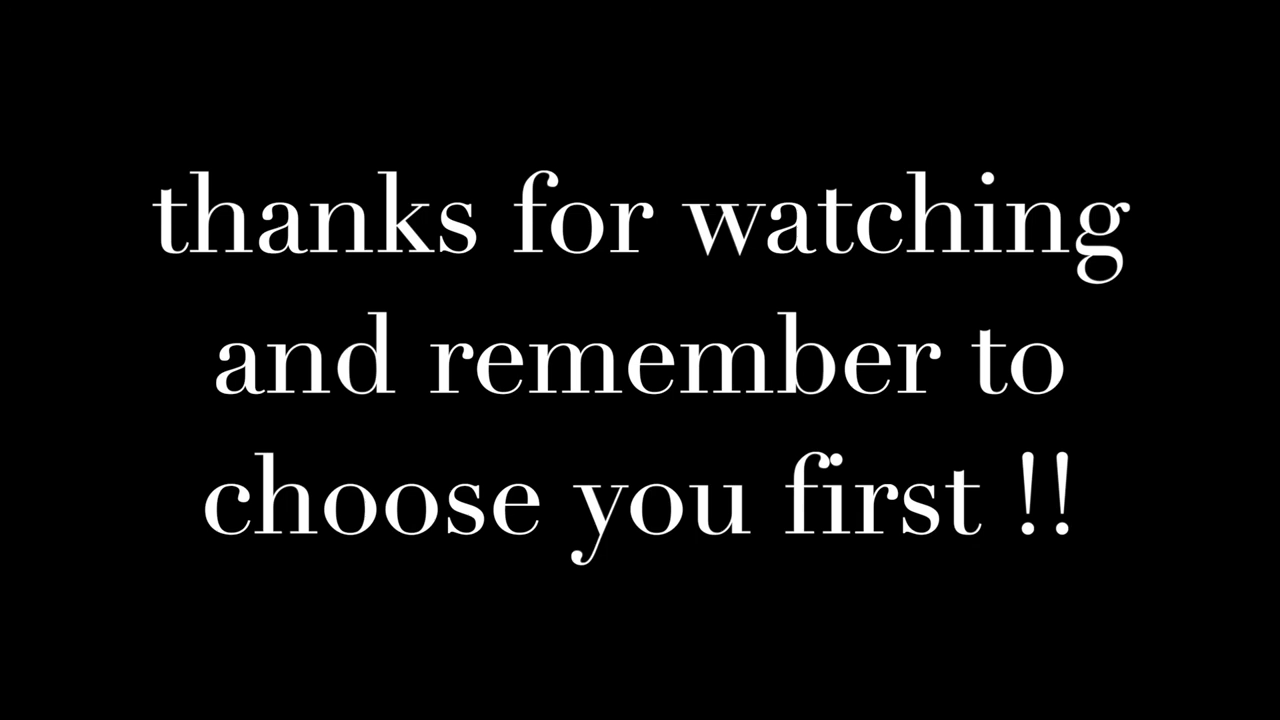 thanks for watching
and remember to
choose you first !!